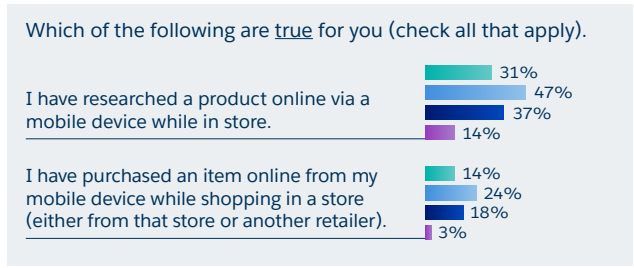 Which of the following are true for you (check all that apply).
31%
47%
I have researched a product online via a
37%
mobile device while in store.
14%
I have purchased an item online from my
14%
mobile device while shopping in a store
24%
(either from that store or another retailer).
18%
3%